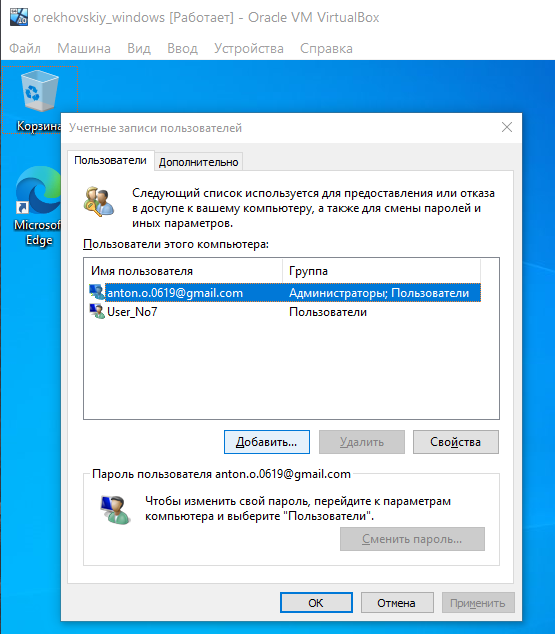 orekhovskiy_windows [Работает] - Oracle VM VirtualBox
Файл Машина Вид Ввод Устройства Справка
Корзина
Microsoft
Edge
Учетные записи пользователей
Пользователи Дополнительно
Следующий список используется для предоставления или отказа
в доступе к вашему компьютеру, а также для смены паролей и
иных параметров.
Пользователи этого компьютера:
Имя пользователя Группа
anton.o.0619@gmail.com Администраторы; Пользователи
User_No7 Пользователи
Добавить... Удалить Свойства
Пароль пользователя anton.o.0619@gmail.com
Чтобы изменить свой пароль, перейдите к параметрам
компьютера и выберите "Пользователи".
Сменить пароль...
ОК Отмена Применить